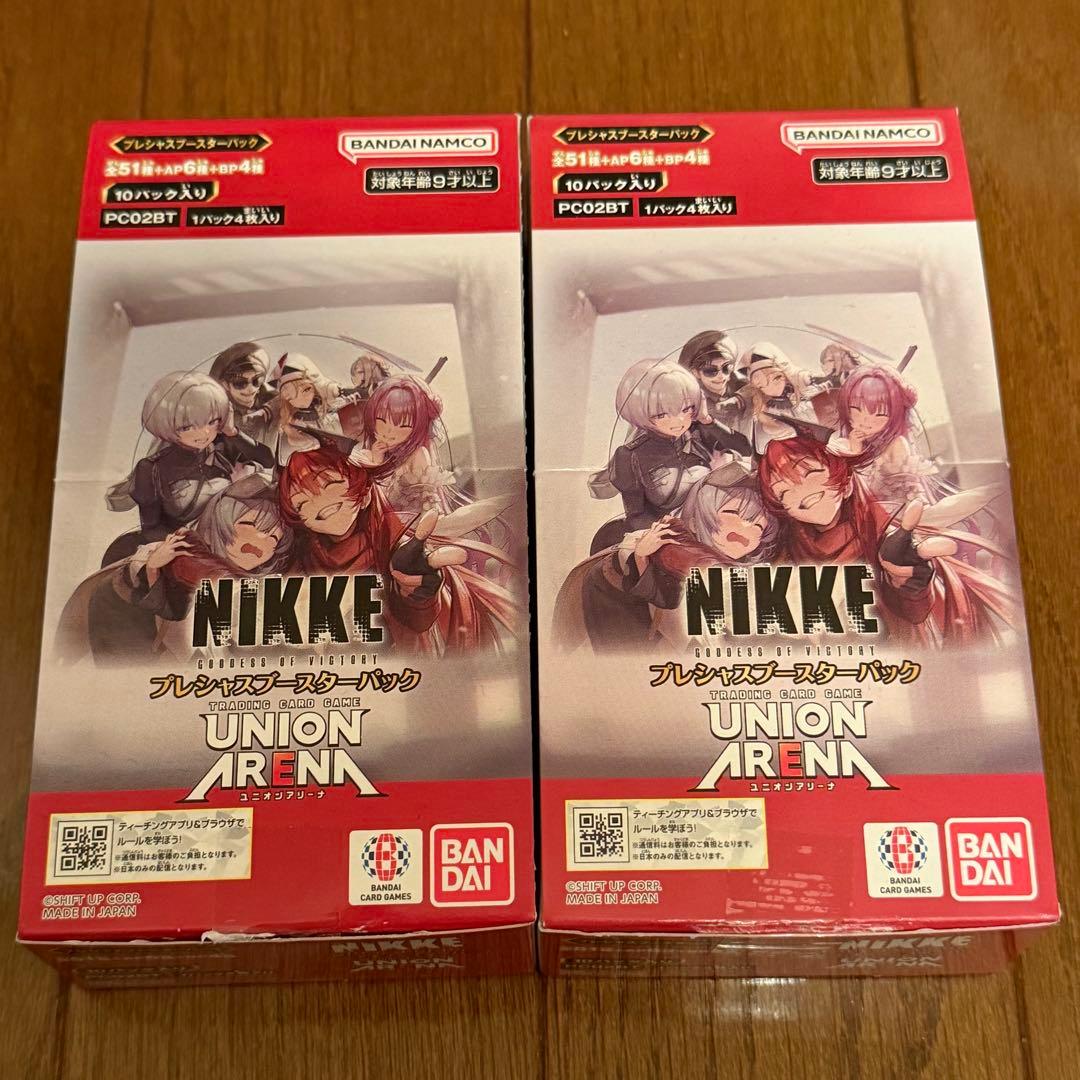 プレシャスブースターパック
BANDAI NAMCO
全51種+AP6種+BP4種
対象年齢9才以上
10パック入り
PC02BT
1パック4枚入り
NIKKE
GODDESS OF VICTORY
プレシャスブースターパック
TRADING CARD GAME
UNION
ARENA
ユニオンアリーナ
ティーチングアプリ&ブラウザで
ルールを学ぼう!
※通信料はお客様のご負担となります。
※日本のみの配信となります。
BANDAI
CARD GAMES
BAN
DAI
©SHIFT UP CORP.
MADE IN JAPAN
NIKKE
UNION
ARENA
プレシャスブースターパック
BANDAI NAMCO
全51種+AP6種+BP4種
対象年齢9才以上
10パック入り
PC02BT
1パック4枚入り
NIKKE
GODDESS OF VICTORY
プレシャスブースターパック
TRADING CARD GAME
UNION
ARENA
ユニオンアリーナ
ティーチングアプリ&ブラウザで
ルールを学ぼう!
※通信料はお客様のご負担となります。
※日本のみの配信となります。
BANDAI
CARD GAMES
BAN
DAI
©SHIFT UP CORP.
MADE IN JAPAN
NIKKE
UNION
ARENA